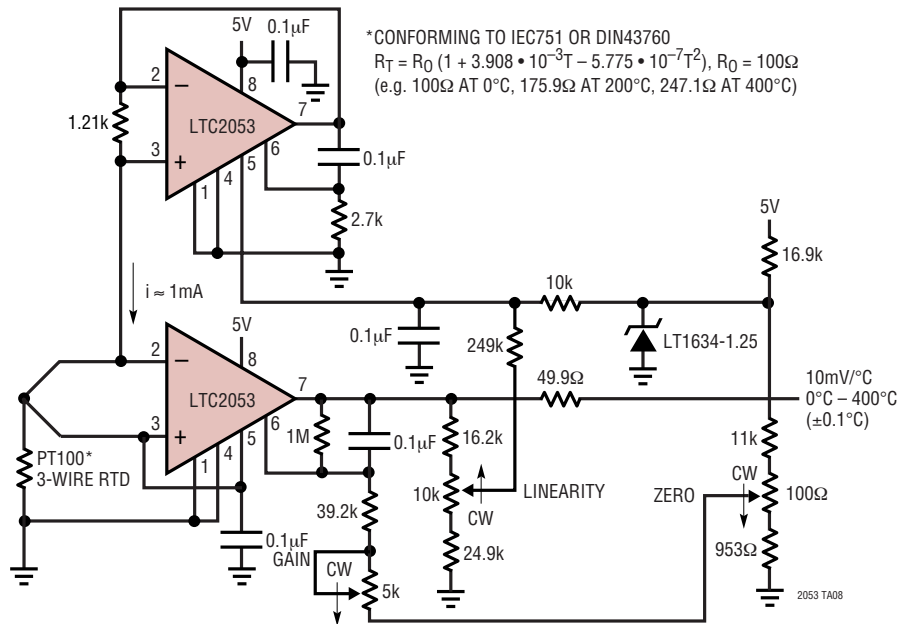 5V
0.1µF
*CONFORMING TO IEC751 OR DIN43760
R_T = R_O (1 + 3.908 • 10⁻³T – 5.775 • 10⁻⁷T²), R_O = 100Ω
(e.g. 100Ω AT 0°C, 175.9Ω AT 200°C, 247.1Ω AT 400°C)
2
–
8
1.21k
LTC2053
7
3
+
6
5
1
4
0.1µF
2.7k
5V
16.9k
i ≈ 1mA
10k
0.1µF
249k
LT1634-1.25
5V
2
–
8
LTC2053
7
49.9Ω
10mV/°C
0°C – 400°C
(±0.1°C)
3
+
6
5
1
4
1M
0.1µF
16.2k
11k
PT100*
3-WIRE RTD
10k
CW
LINEARITY
ZERO
CW
100Ω
39.2k
24.9k
953Ω
0.1µF
GAIN
CW
5k
2053 TA08